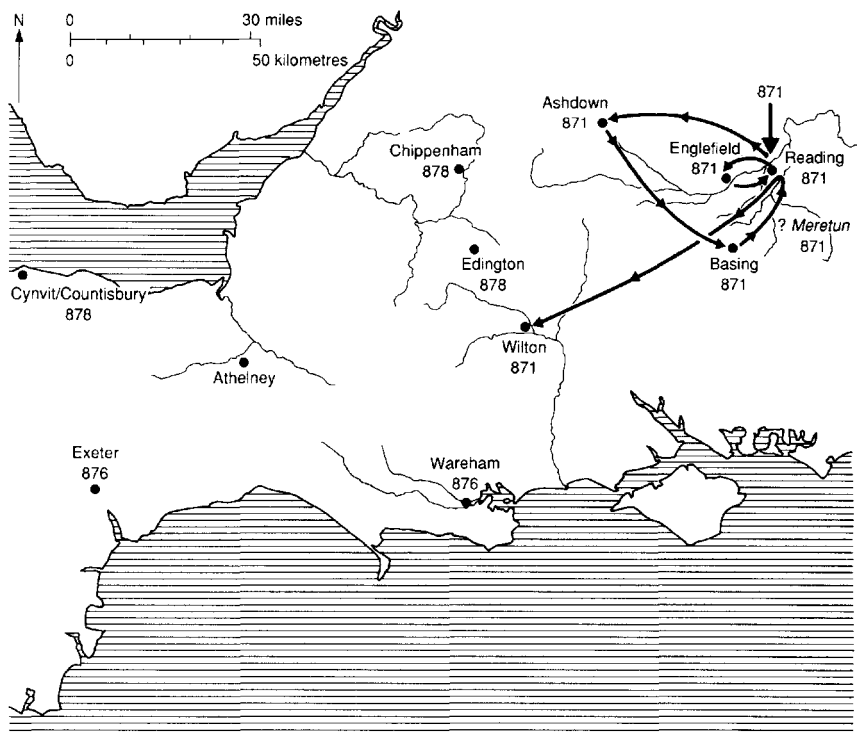 N
0 30 miles
0 50 kilometres
871
Ashdown
871
Englefield
871
Reading
871
Chippenham
878
? Meretun
871
Edington
878
Basing
871
Cynvit/Countisbury
878
Wilton
871
Athelney
Exeter
876
Wareham
876